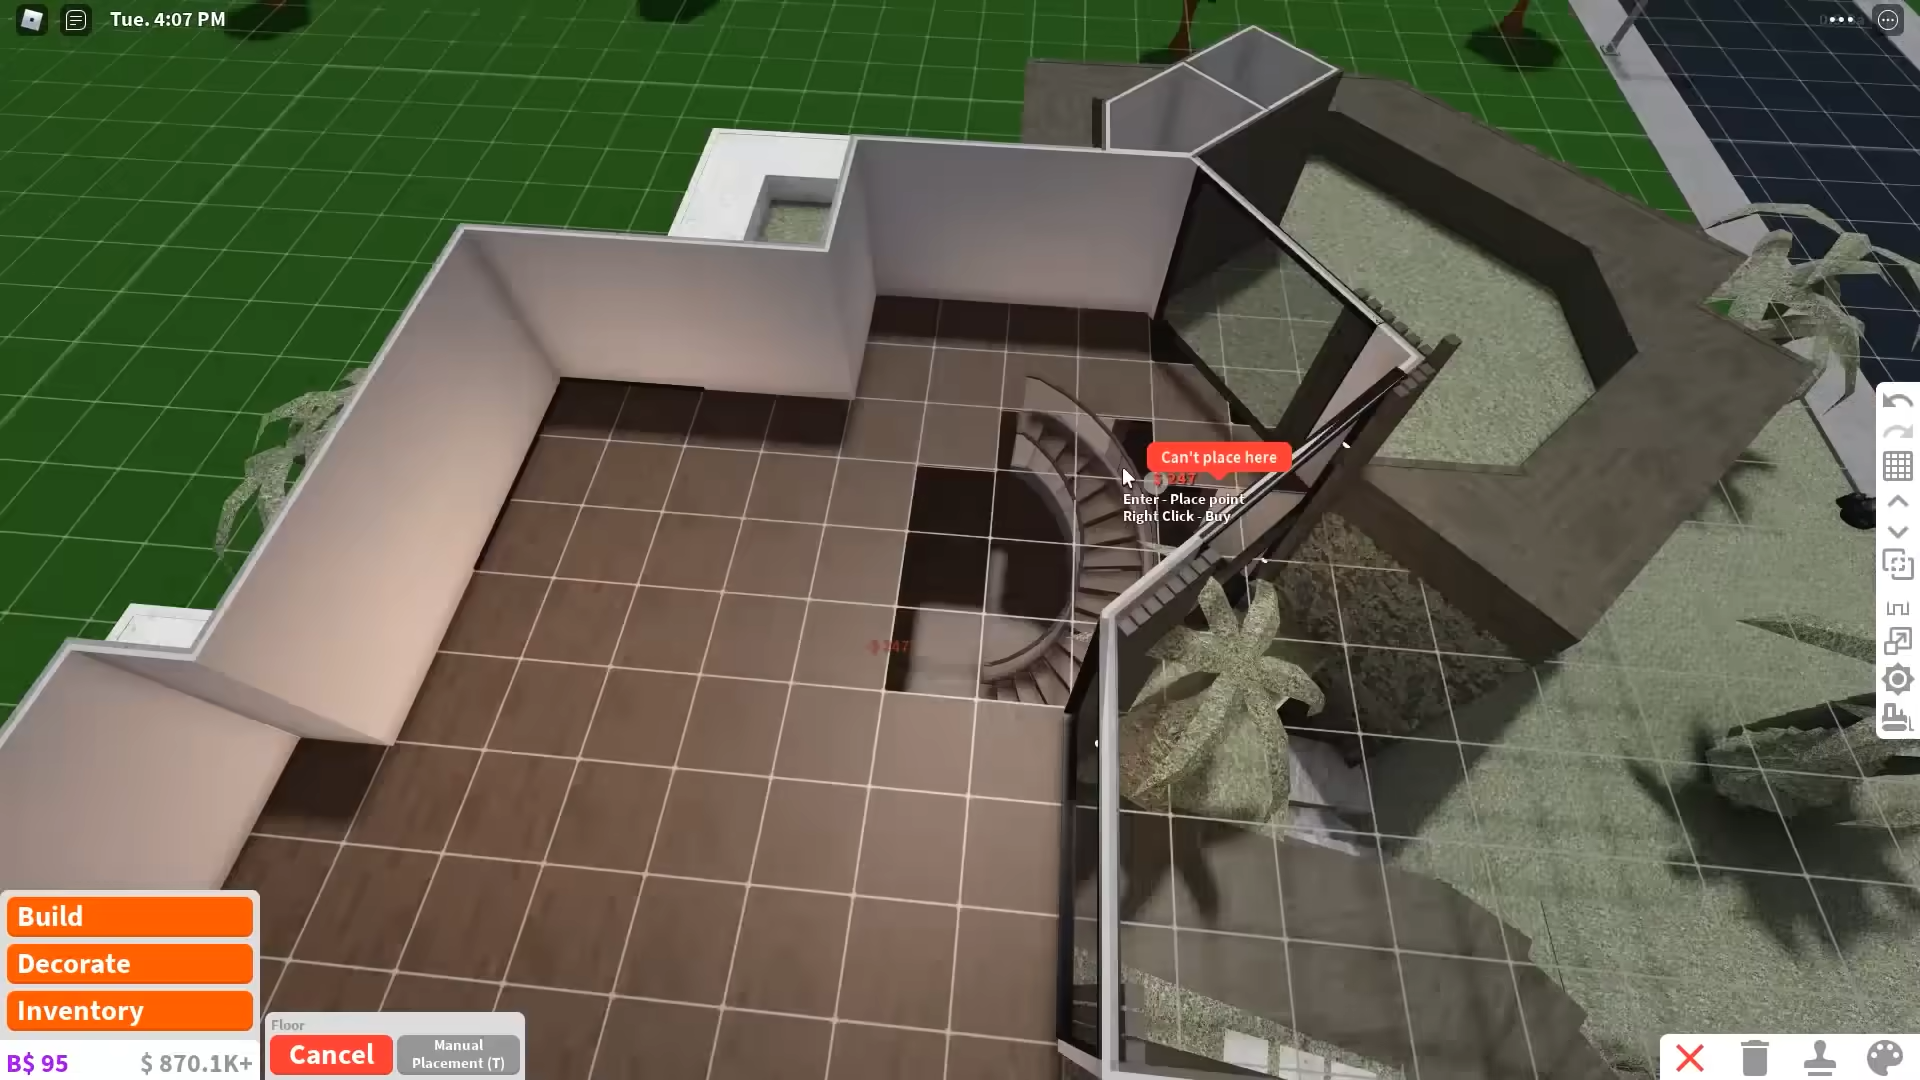 Tue. 4:07 PM
Can't place here
Enter - Place point
Right Click - Buy
Build
Decorate
Inventory
B$ 95
$ 870.1K+
Floor
Cancel
Manual
Placement (T)